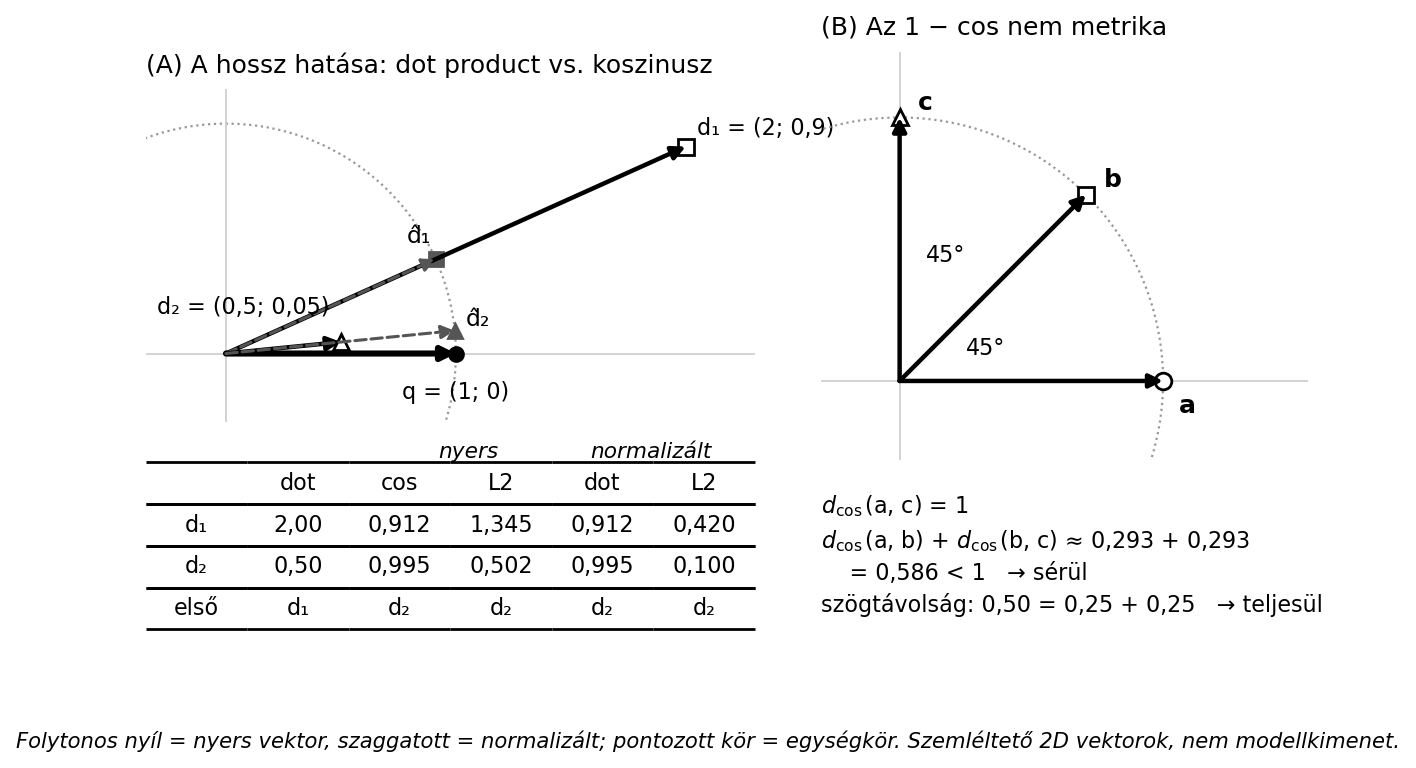 (A) A hossz hatása: dot product vs. koszinusz
d₁ = (2; 0,9)
d̂₁
d₂ = (0,5; 0,05)
d̂₂
q = (1; 0)
nyers normalizált
dot cos L2 dot L2
d₁ 2,00 0,912 1,345 0,912 0,420
d₂ 0,50 0,995 0,502 0,995 0,100
első d₁ d₂ d₂ d₂ d₂
(B) Az 1 − cos nem metrika
c
b
45°
45°
a
d_cos(a, c) = 1
d_cos(a, b) + d_cos(b, c) ≈ 0,293 + 0,293
= 0,586 < 1 → sérül
szögtávolság: 0,50 = 0,25 + 0,25 → teljesül
Folytonos nyíl = nyers vektor, szaggatott = normalizált; pontozott kör = egységkör. Szemléltető 2D vektorok, nem modellkimenet.